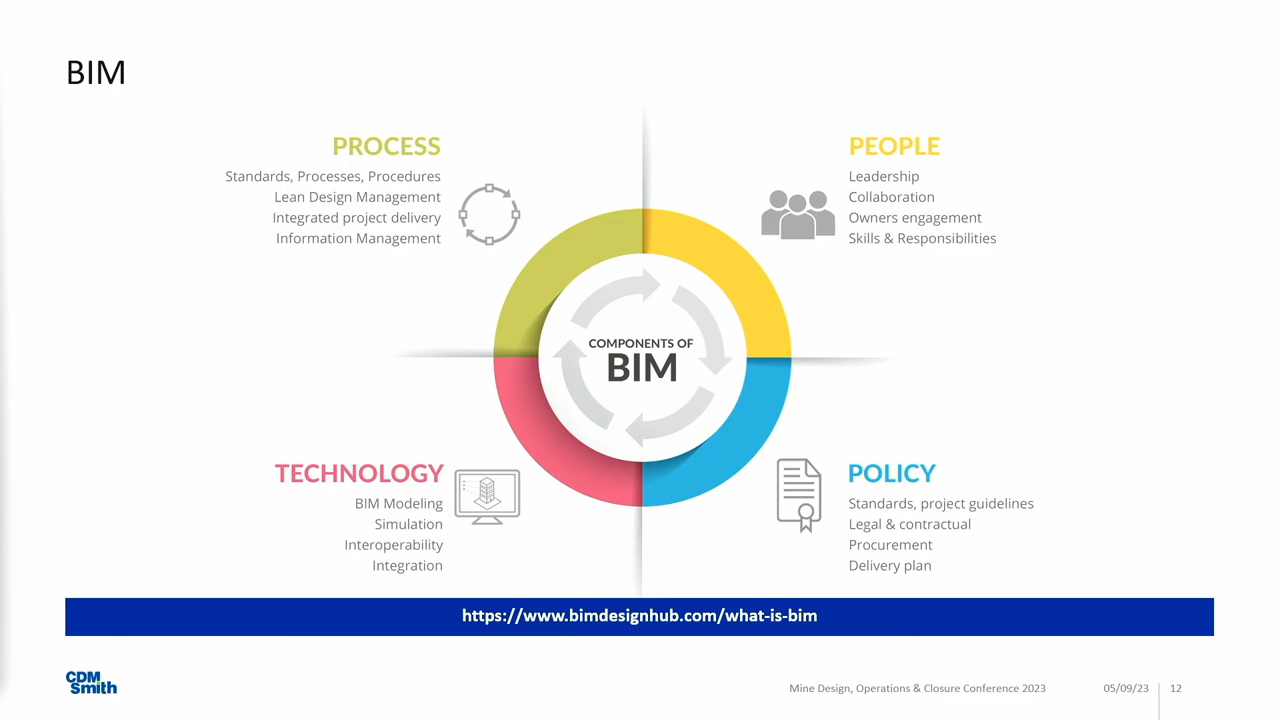 BIM
PROCESS
Standards, Processes, Procedures
Lean Design Management
Integrated project delivery
Information Management
PEOPLE
Leadership
Collaboration
Owners engagement
Skills & Responsibilities
COMPONENTS OF
BIM
TECHNOLOGY
BIM Modeling
Simulation
Interoperability
Integration
POLICY
Standards, project guidelines
Legal & contractual
Procurement
Delivery plan
https://www.bimdesignhub.com/what-is-bim
CDM
Smith
Mine Design, Operations & Closure Conference 2023
05/09/23
12